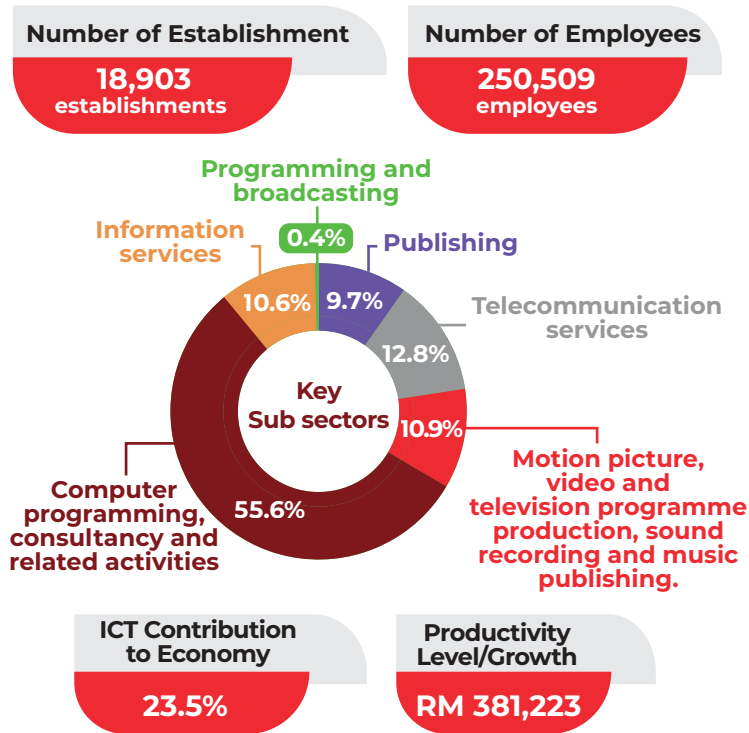 Number of Establishment
18,903
establishments
Number of Employees
250,509
employees
Programming and
broadcasting
0.4%
Information
services
10.6%
Publishing
9.7%
Telecommunication
services
12.8%
Key
Sub sectors
10.9%
Motion picture,
video and
television programme
production, sound
recording and music
publishing.
Computer
programming,
consultancy and
related activities
55.6%
ICT Contribution
to Economy
23.5%
Productivity
Level/Growth
RM 381,223